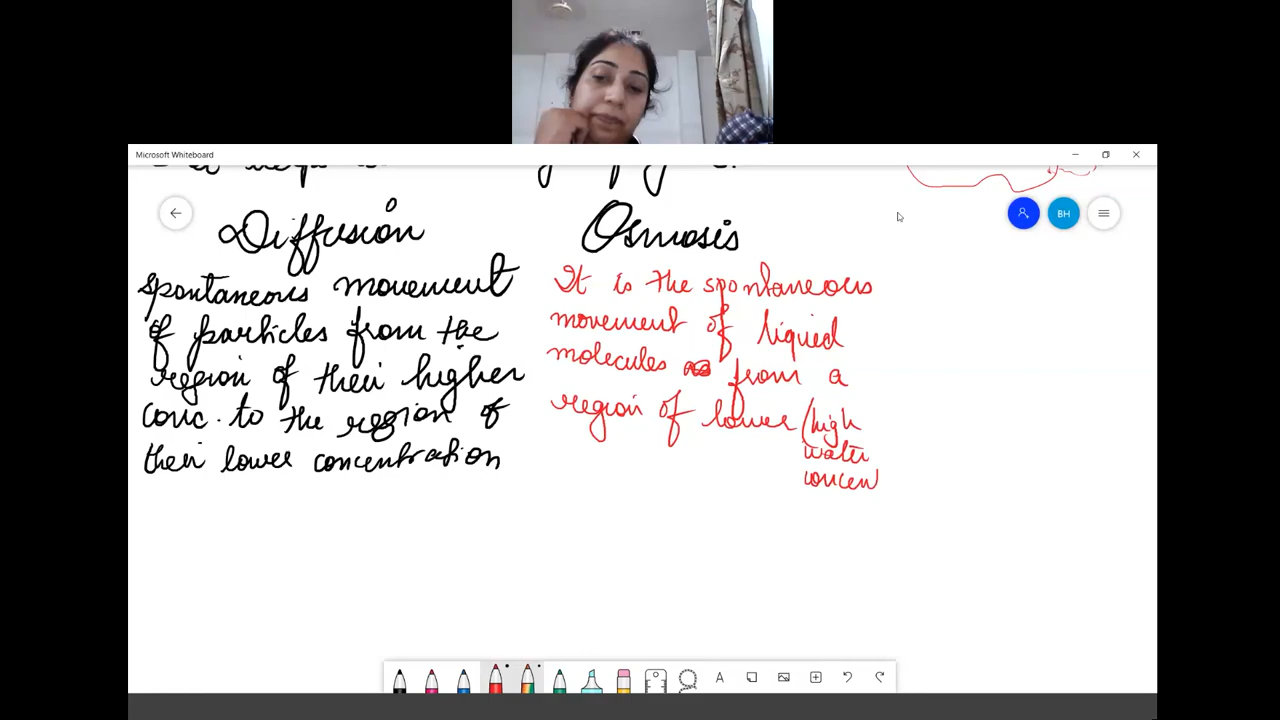 Microsoft Whiteboard
BH
Diffusion
Osmosis
spontaneous movement
of particles from the
region of their higher
conc. to the region of
their lower concentration
It is the spontaneous
movement of liquid
molecules from a
region of lower (high
water
concen
A